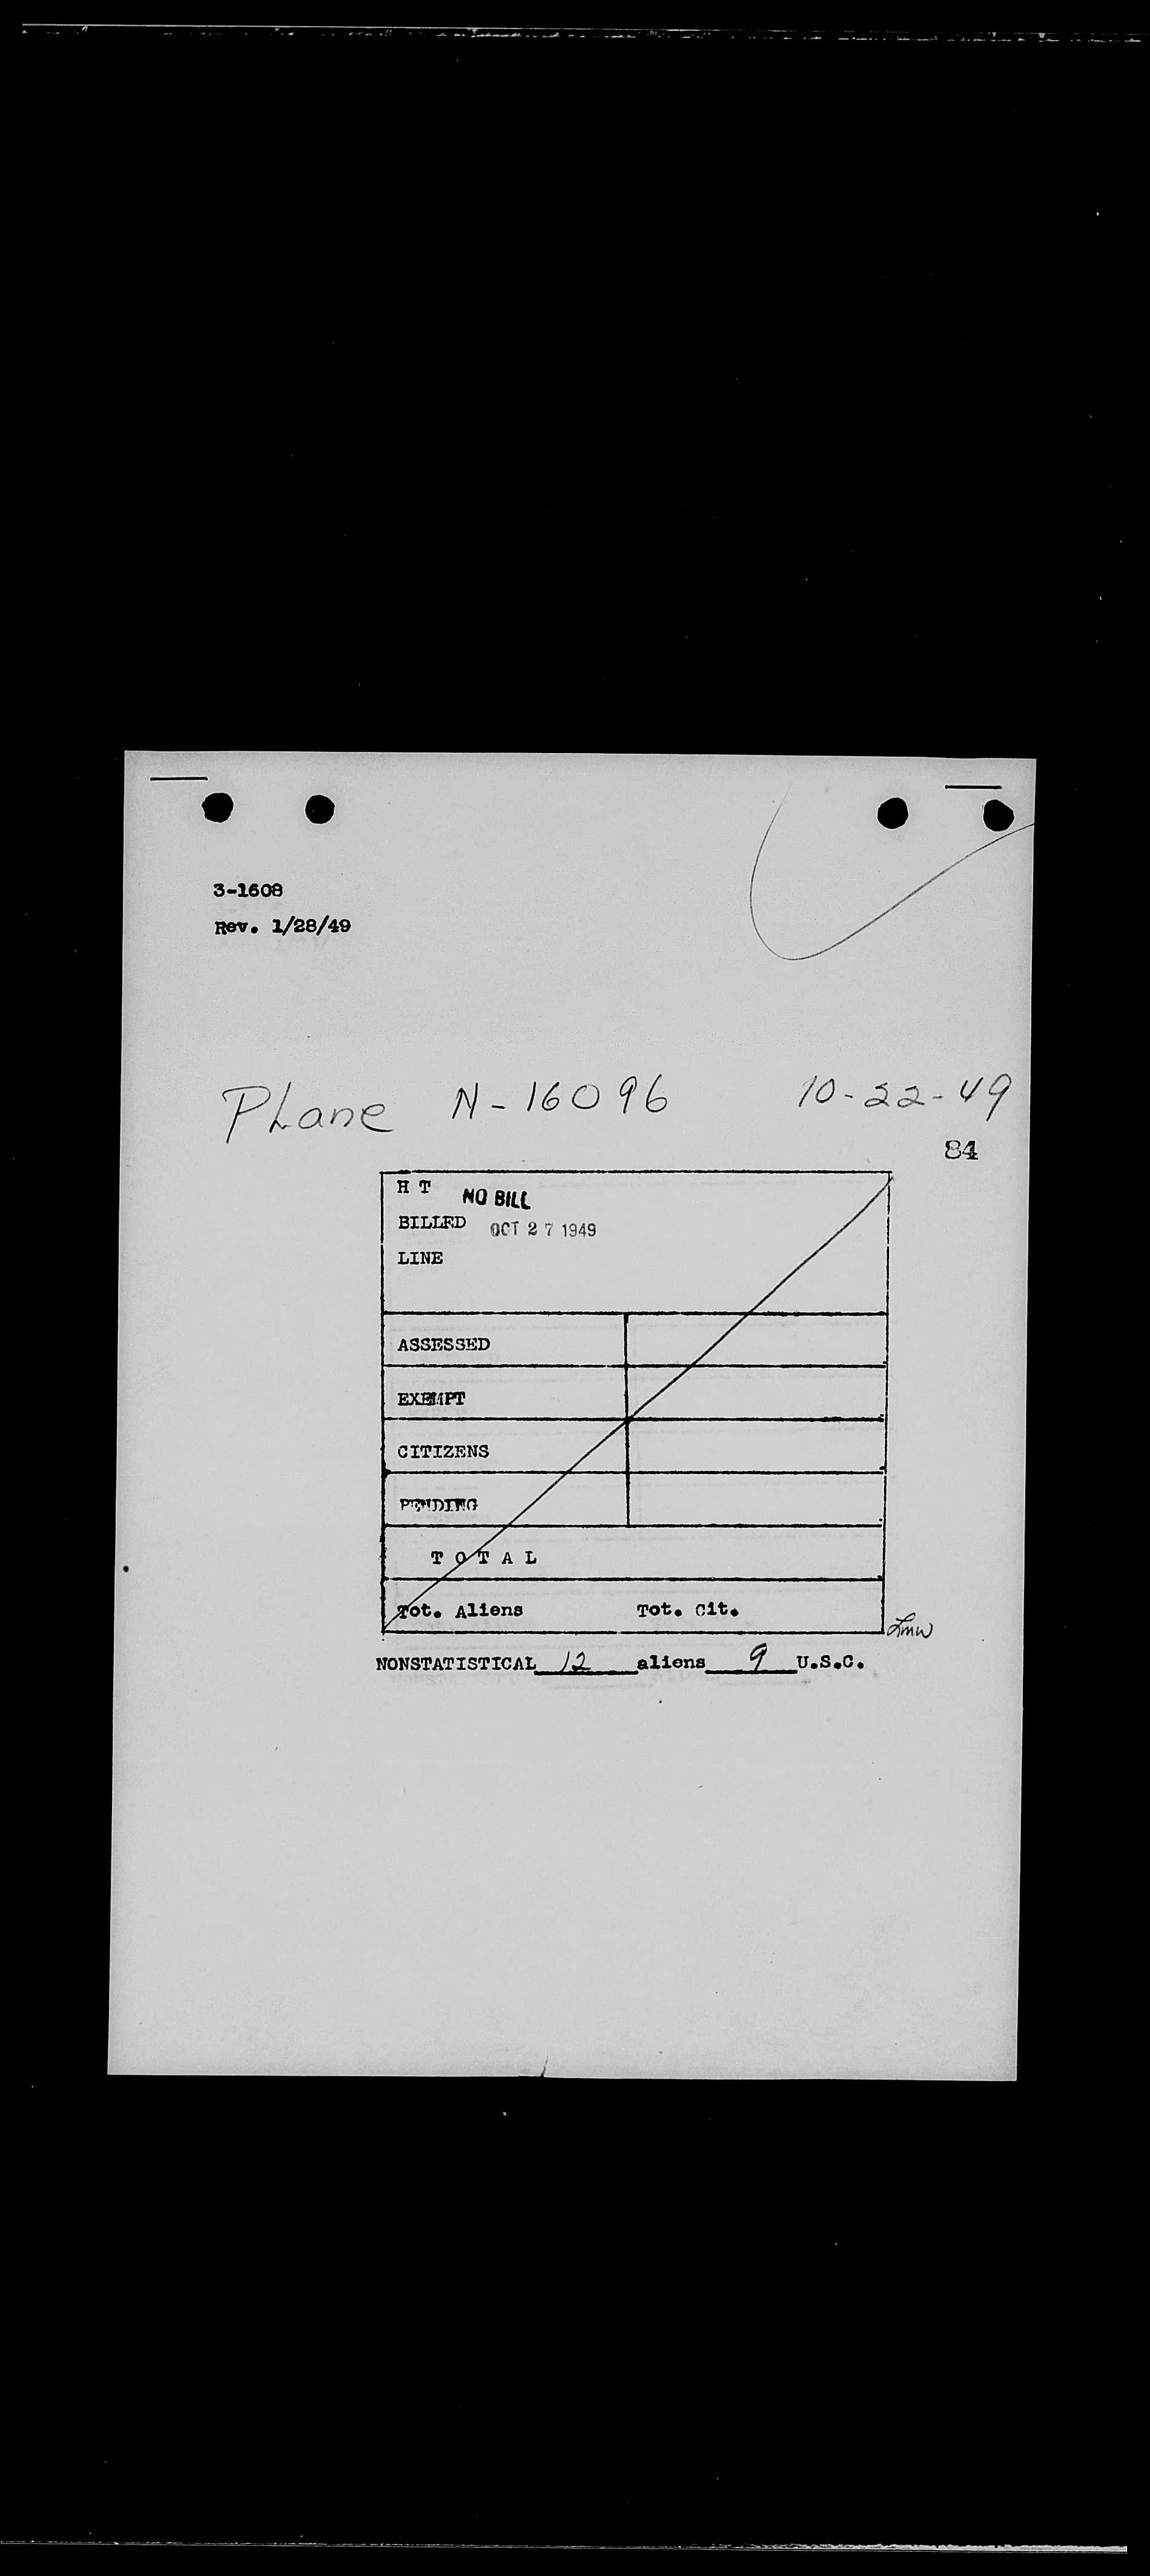 3-1608
Rev. 1/28/49
Plane N-16096 10-22-49
84
H T NO BILL
BILLED OCT 27 1949
LINE
ASSESSED
EXEMPT
CITIZENS
PENDING
T O T A L
Tot. Aliens Tot. Cit.
NONSTATISTICAL 12 aliens 9 U.S.C.